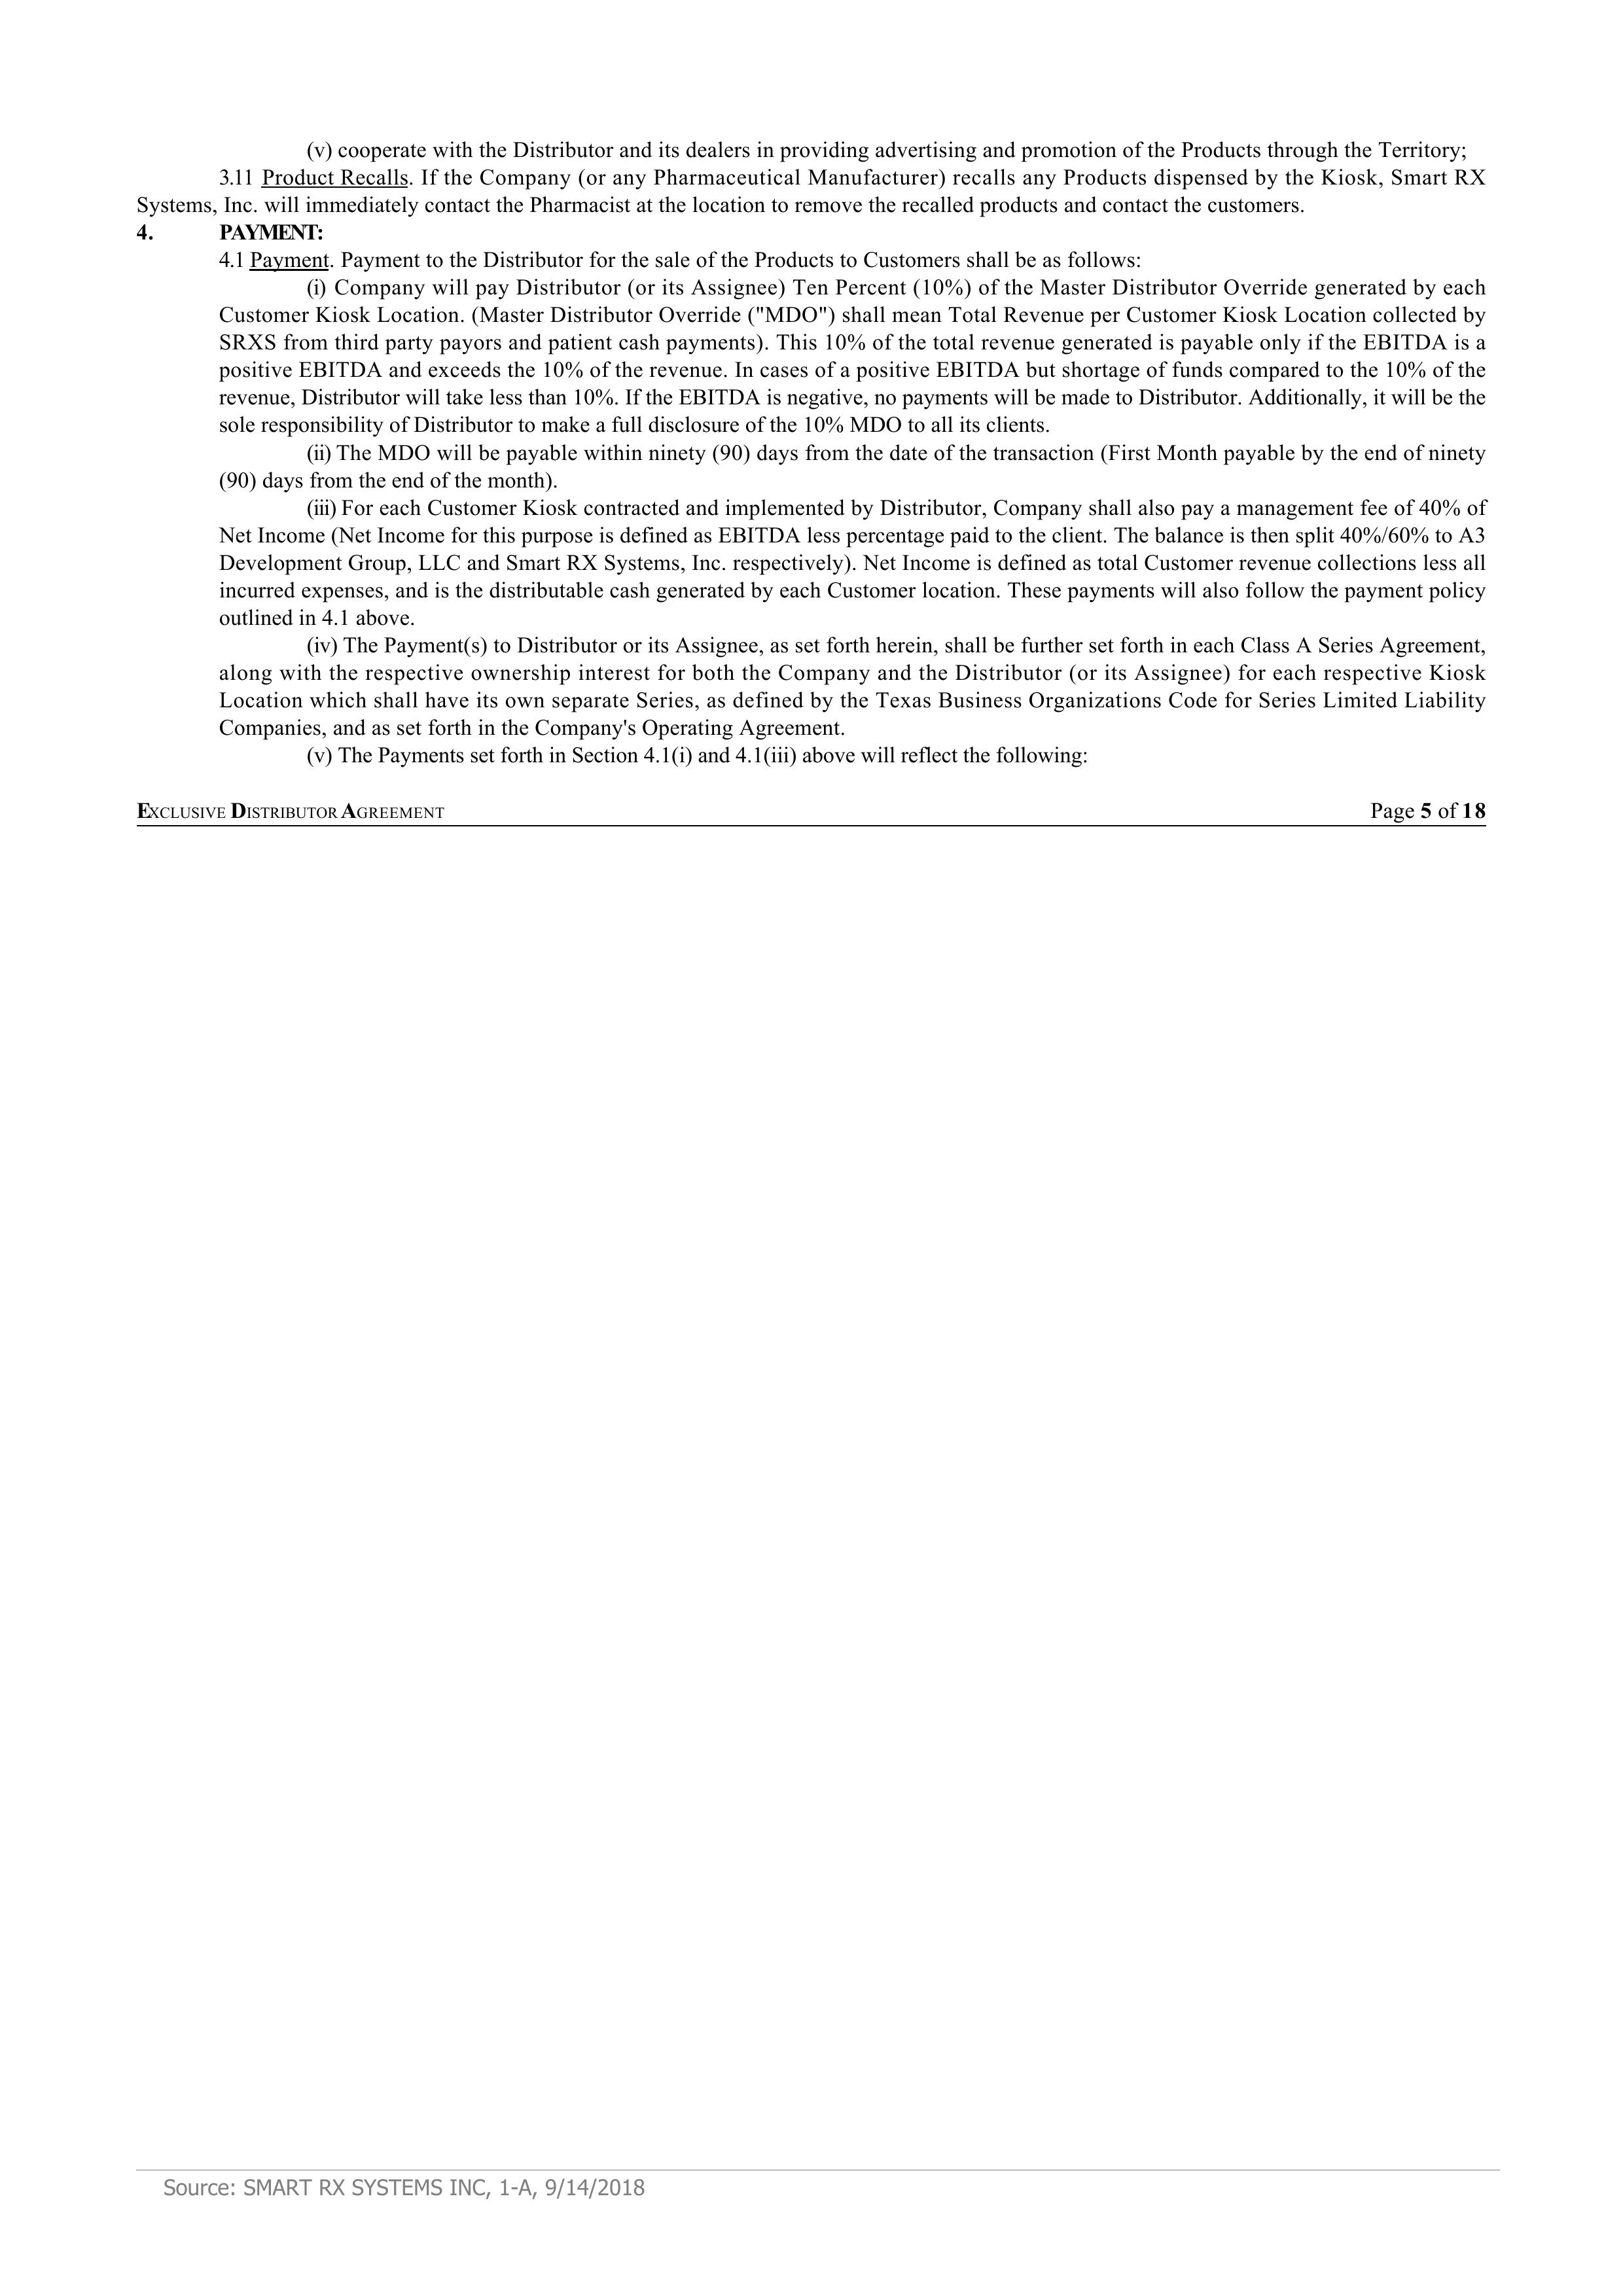 (v) cooperate with the Distributor and its dealers in providing advertising and promotion of the Products through the Territory;
3.11 Product Recalls. If the Company (or any Pharmaceutical Manufacturer) recalls any Products dispensed by the Kiosk, Smart RX
Systems, Inc. will immediately contact the Pharmacist at the location to remove the recalled products and contact the customers.
4. PAYMENT:
4.1 Payment. Payment to the Distributor for the sale of the Products to Customers shall be as follows:
(i) Company will pay Distributor (or its Assignee) Ten Percent (10%) of the Master Distributor Override generated by each
Customer Kiosk Location. (Master Distributor Override ("MDO") shall mean Total Revenue per Customer Kiosk Location collected by
SRXS from third party payors and patient cash payments). This 10% of the total revenue generated is payable only if the EBITDA is a
positive EBITDA and exceeds the 10% of the revenue. In cases of a positive EBITDA but shortage of funds compared to the 10% of the
revenue, Distributor will take less than 10%. If the EBITDA is negative, no payments will be made to Distributor. Additionally, it will be the
sole responsibility of Distributor to make a full disclosure of the 10% MDO to all its clients.
(ii) The MDO will be payable within ninety (90) days from the date of the transaction (First Month payable by the end of ninety
(90) days from the end of the month).
(iii) For each Customer Kiosk contracted and implemented by Distributor, Company shall also pay a management fee of 40% of
Net Income (Net Income for this purpose is defined as EBITDA less percentage paid to the client. The balance is then split 40%/60% to A3
Development Group, LLC and Smart RX Systems, Inc. respectively). Net Income is defined as total Customer revenue collections less all
incurred expenses, and is the distributable cash generated by each Customer location. These payments will also follow the payment policy
outlined in 4.1 above.
(iv) The Payment(s) to Distributor or its Assignee, as set forth herein, shall be further set forth in each Class A Series Agreement,
along with the respective ownership interest for both the Company and the Distributor (or its Assignee) for each respective Kiosk
Location which shall have its own separate Series, as defined by the Texas Business Organizations Code for Series Limited Liability
Companies, and as set forth in the Company's Operating Agreement.
(v) The Payments set forth in Section 4.1(i) and 4.1(iii) above will reflect the following:
EXCLUSIVE DISTRIBUTOR AGREEMENT Page 5 of 18
Source: SMART RX SYSTEMS INC, 1-A, 9/14/2018